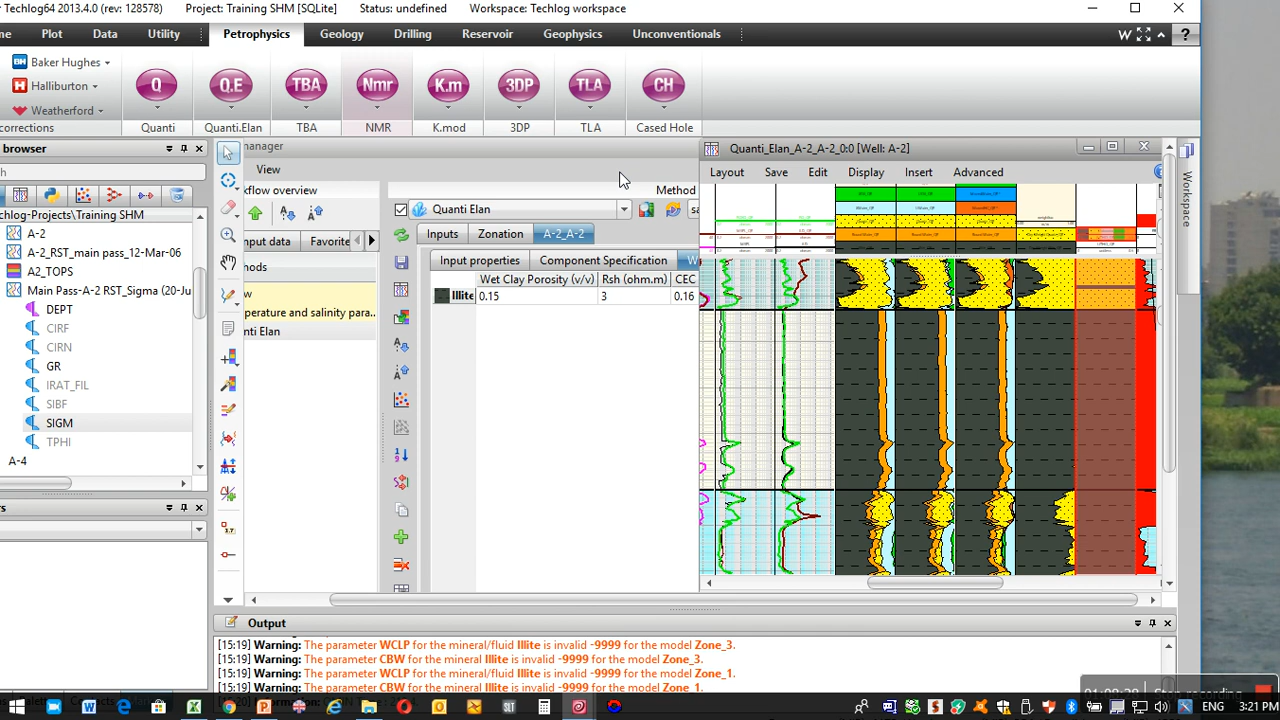 Techlog64 2013.4.0 (rev: 128578) Project: Training SHM [SQLite] Status: undefined Workspace: Techlog workspace
me Plot Data Utility Petrophysics Geology Drilling Reservoir Geophysics Unconventionals W ?
BH Baker Hughes
H Halliburton
Weatherford
Q Q.E TBA Nmr K.m 3DP TLA CH
corrections Quanti Quanti.Elan TBA NMR K.mod 3DP TLA Cased Hole
browser
ch
chlog-Projects\Training SHM
A-2
A-2_RST_main pass_12-Mar-06
A2_TOPS
Main Pass-A-2 RST_Sigma (20-Ju
DEPT
CIRF
CIRN
GR
IRAT_FIL
SIBF
SIGM
TPHI
A-4
rs
manager
View
kflow overview
put data Favorite
hods
w
perature and salinity para...
nti Elan
Method
Quanti Elan sa
Inputs Zonation A-2_A-2
Input properties Component Specification W
Wet Clay Porosity (v/v) Rsh (ohm.m) CEC
Illite 0.15 3 0.16
Quanti_Elan_A-2_A-2_0:0 [Well: A-2]
Layout Save Edit Display Insert Advanced
Workspace
Output
[15:19] Warning: The parameter WCLP for the mineral/fluid Illite is invalid -9999 for the model Zone_3.
[15:19] Warning: The parameter CBW for the mineral Illite is invalid -9999 for the model Zone_3.
[15:19] Warning: The parameter WCLP for the mineral/fluid Illite is invalid -9999 for the model Zone_1.
[15:19] Warning: The parameter CBW for the mineral Illite is invalid -9999 for the model Zone_1.
Stop recording
ENG 3:21 PM